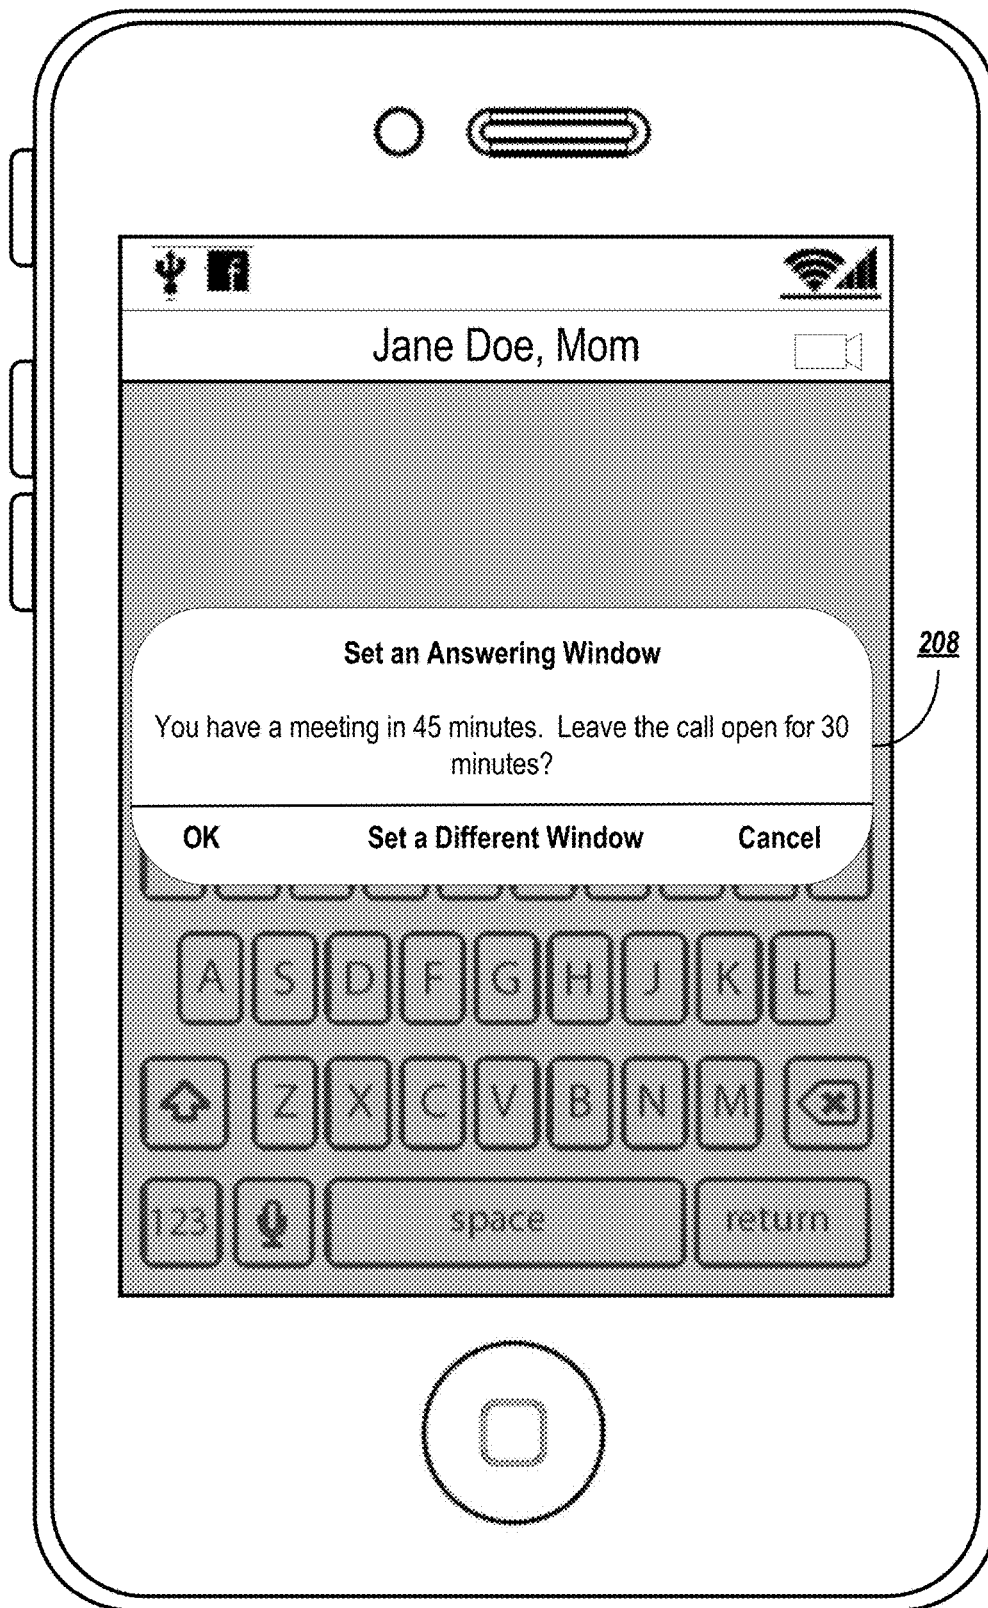 Jane Doe, Mom
Set an Answering Window
208
You have a meeting in 45 minutes.  Leave the call open for 30
minutes?
OK Set a Different Window Cancel
A S D F G H J K L
Z X C V B N M
123 space return